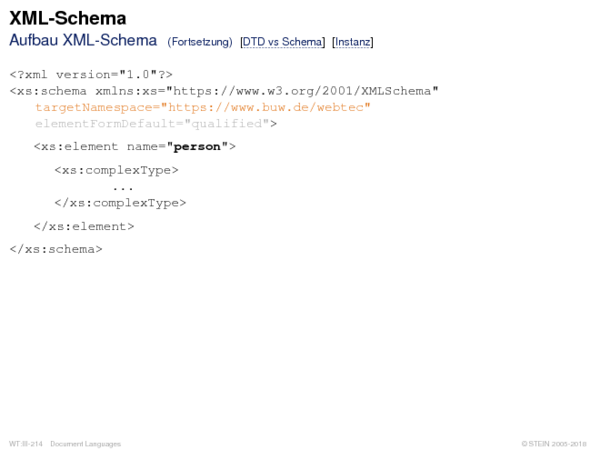 XML-Schema
Aufbau XML-Schema (Fortsetzung) [DTD vs Schema] [Instanz]
<?xml version="1.0"?>
<xs:schema xmlns:xs="https://www.w3.org/2001/XMLSchema"
targetNamespace="https://www.buw.de/webtec"
elementFormDefault="qualified">
<xs:element name="person">
<xs:complexType>
...
</xs:complexType>
</xs:element>
</xs:schema>
WT:III-214 Document Languages © STEIN 2005-2018